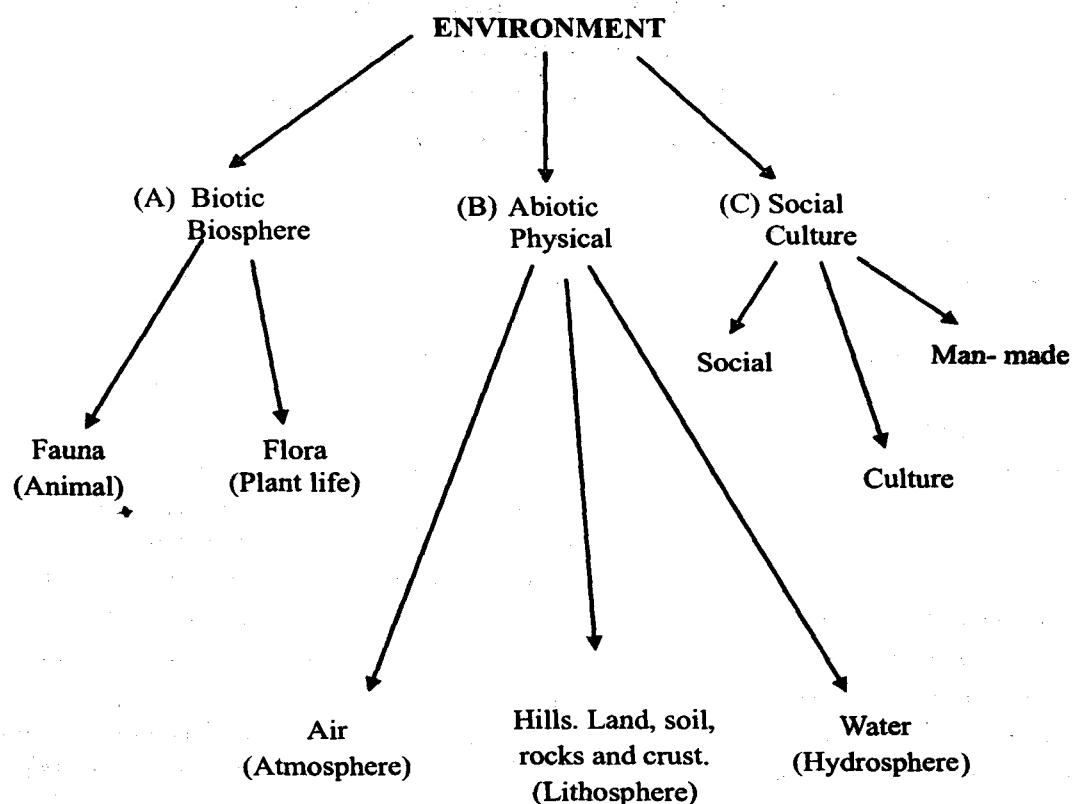 ENVIRONMENT
(A) Biotic
Biosphere
(B) Abiotic
Physical
(C) Social
Culture
Social
Man- made
Culture
Fauna
(Animal)
Flora
(Plant life)
Air
(Atmosphere)
Hills. Land, soil,
rocks and crust.
(Lithosphere)
Water
(Hydrosphere)